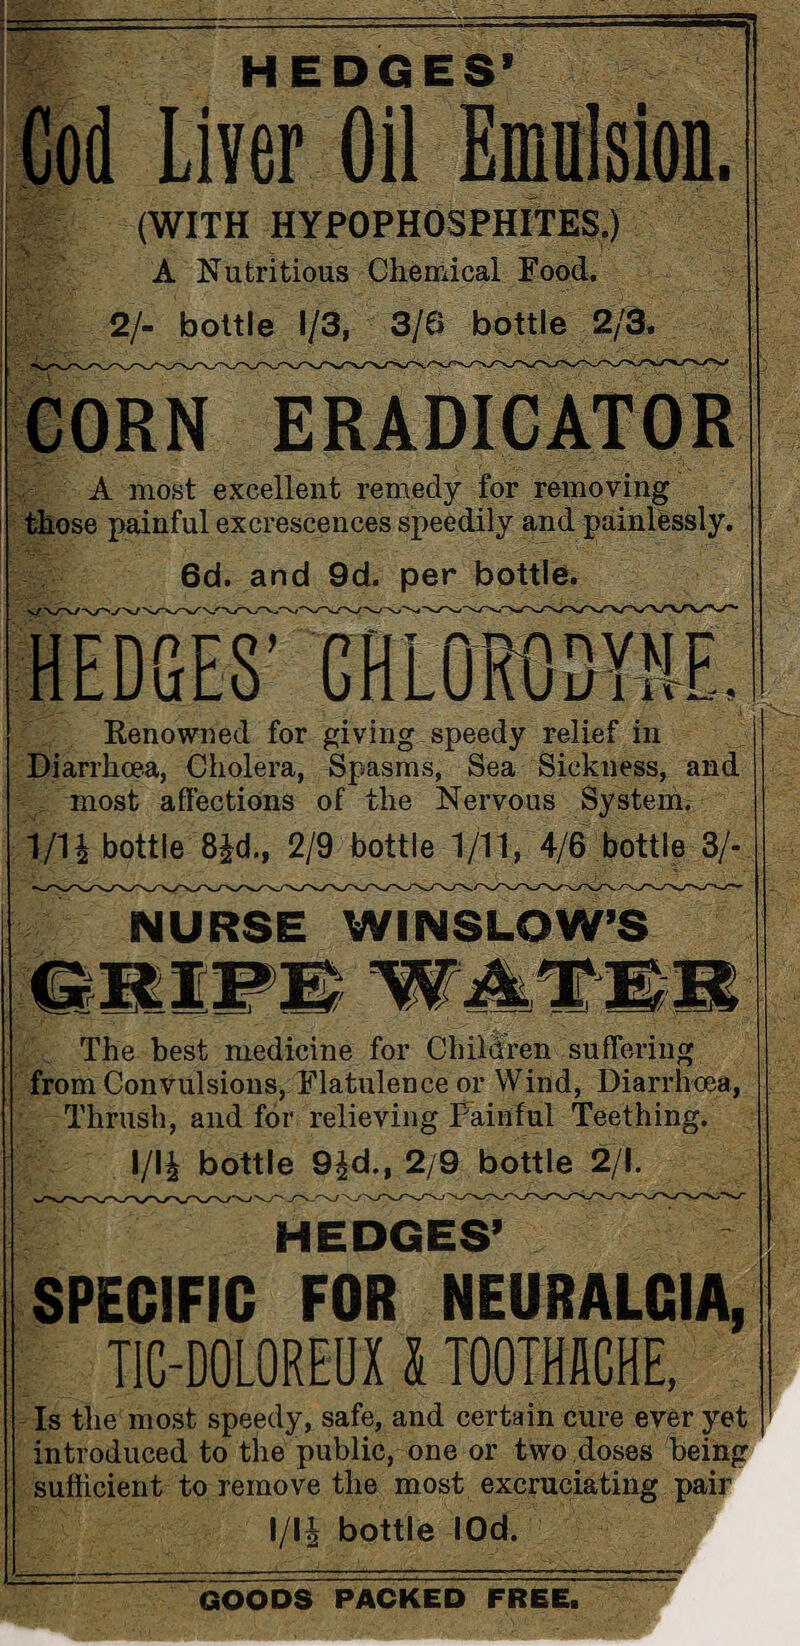 HEDGES'
Cod Liver Oil Emulsion.
(WITH HYPOPHOSPHITES.)
A Nutritious Chemical Food.
2/- bottle 1/3, 3/6 bottle 2/3.
CORN ERADICATOR
A most excellent remedy for removing
those painful excrescences speedily and painlessly.
6d. and 9d. per bottle.
HEDGES' CHLORODYNE.
Renowned for giving speedy relief in
Diarrhœa, Cholera, Spasms, Sea Sickness, and
most affections of the Nervous System.
1/1½ bottle 8½d., 2/9 bottle 1/11, 4/6 bottle 3/-
NURSE WINSLOW'S
GRIPE WATER
The best medicine for Children suffering
from Convulsions, Flatulence or Wind, Diarrhœa,
Thrush, and for relieving Painful Teething.
1/1½ bottle 9½d., 2/9 bottle 2/1.
HEDGES'
SPECIFIC FOR NEURALGIA,
TIC-DOLOREUX & TOOTHACHE,
Is the most speedy, safe, and certain cure ever yet
introduced to the public, one or two doses being
sufficient to remove the most excruciating pair
1/1½ bottle 10d.
GOODS PACKED FREE.